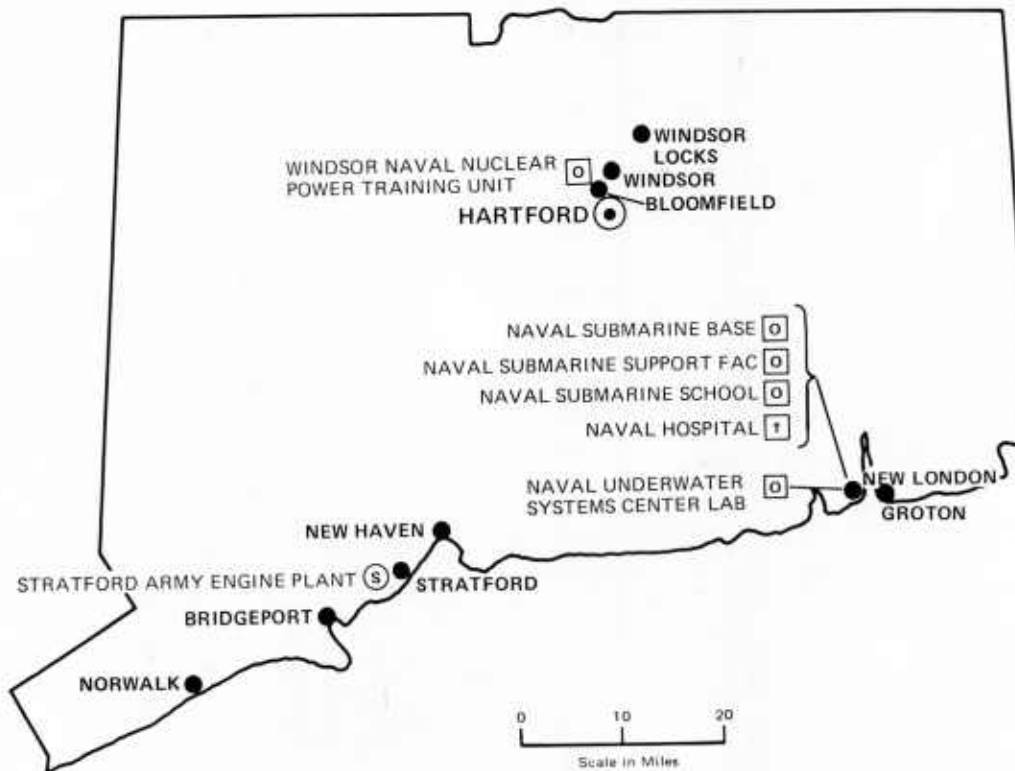 WINDSOR
LOCKS
WINDSOR NAVAL NUCLEAR
POWER TRAINING UNIT
O
WINDSOR
BLOOMFIELD
HARTFORD
NAVAL SUBMARINE BASE O
NAVAL SUBMARINE SUPPORT FAC O
NAVAL SUBMARINE SCHOOL O
NAVAL HOSPITAL †
NAVAL UNDERWATER
SYSTEMS CENTER LAB
O
NEW LONDON
GROTON
NEW HAVEN
STRATFORD ARMY ENGINE PLANT S
STRATFORD
BRIDGEPORT
NORWALK
0 10 20
Scale in Miles